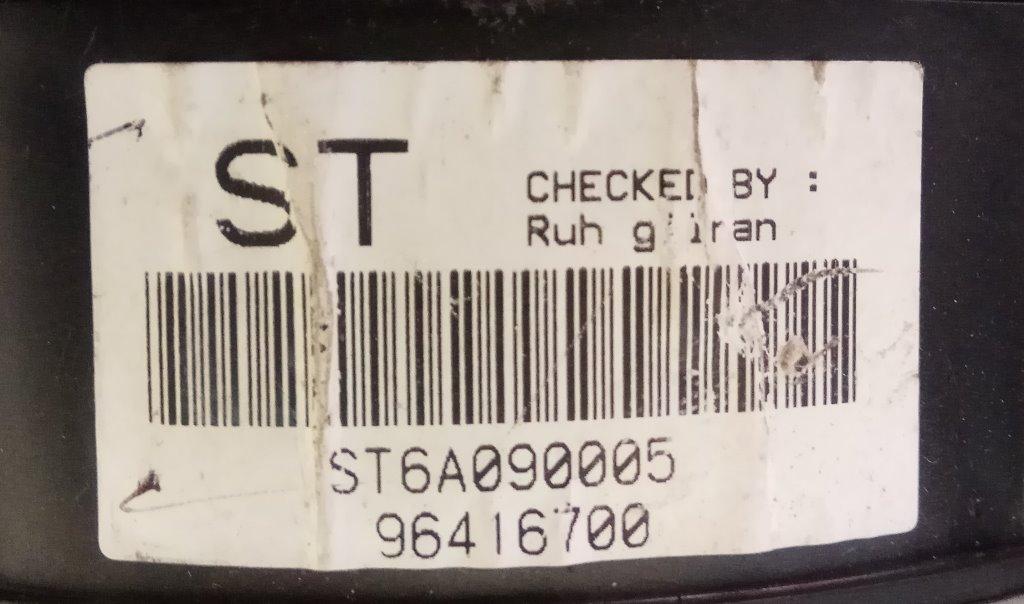 ST
CHECKED BY :
Ruh
ST6A090005
96416700